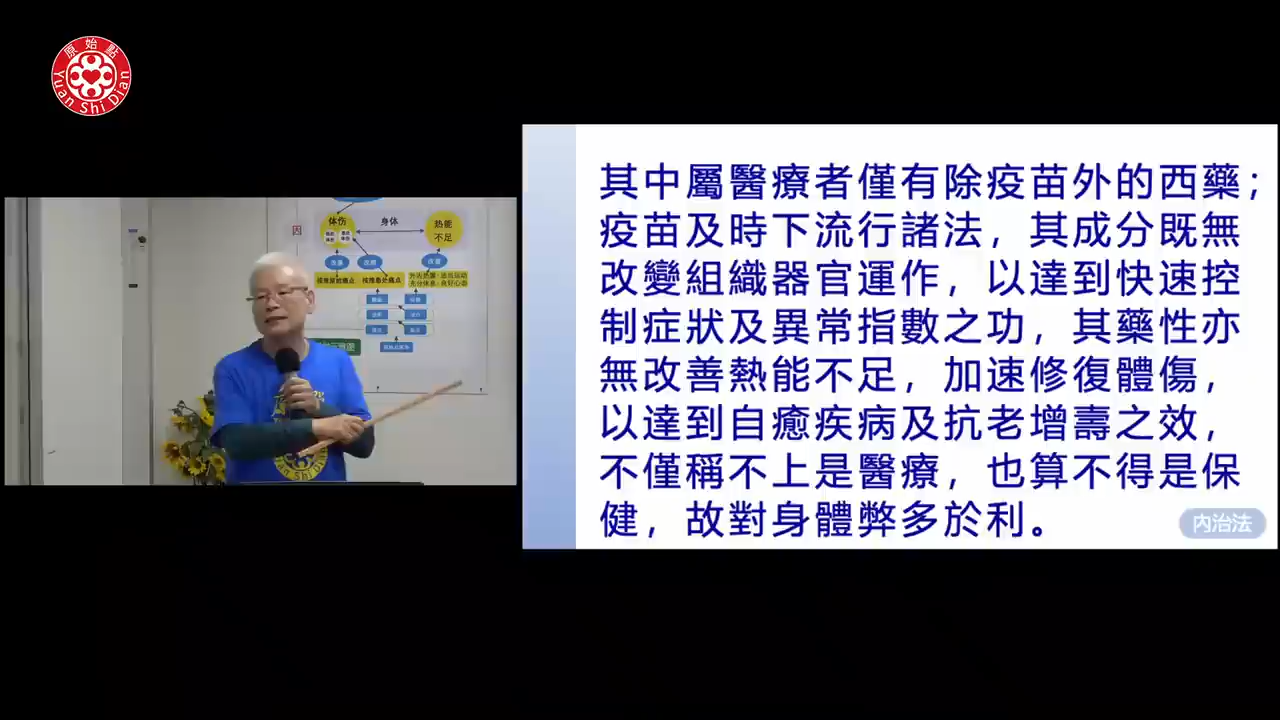 原始點
Yuan Shi Dian
因
体伤
身体
热能
不足
其中屬醫療者僅有除疫苗外的西藥;
疫苗及時下流行諸法，其成分既無
改變組織器官運作，以達到快速控
制症狀及異常指數之功，其藥性亦
無改善熱能不足，加速修復體傷，
以達到自癒疾病及抗老增壽之效，
不僅稱不上是醫療，也算不得是保
健，故對身體弊多於利。
內治法